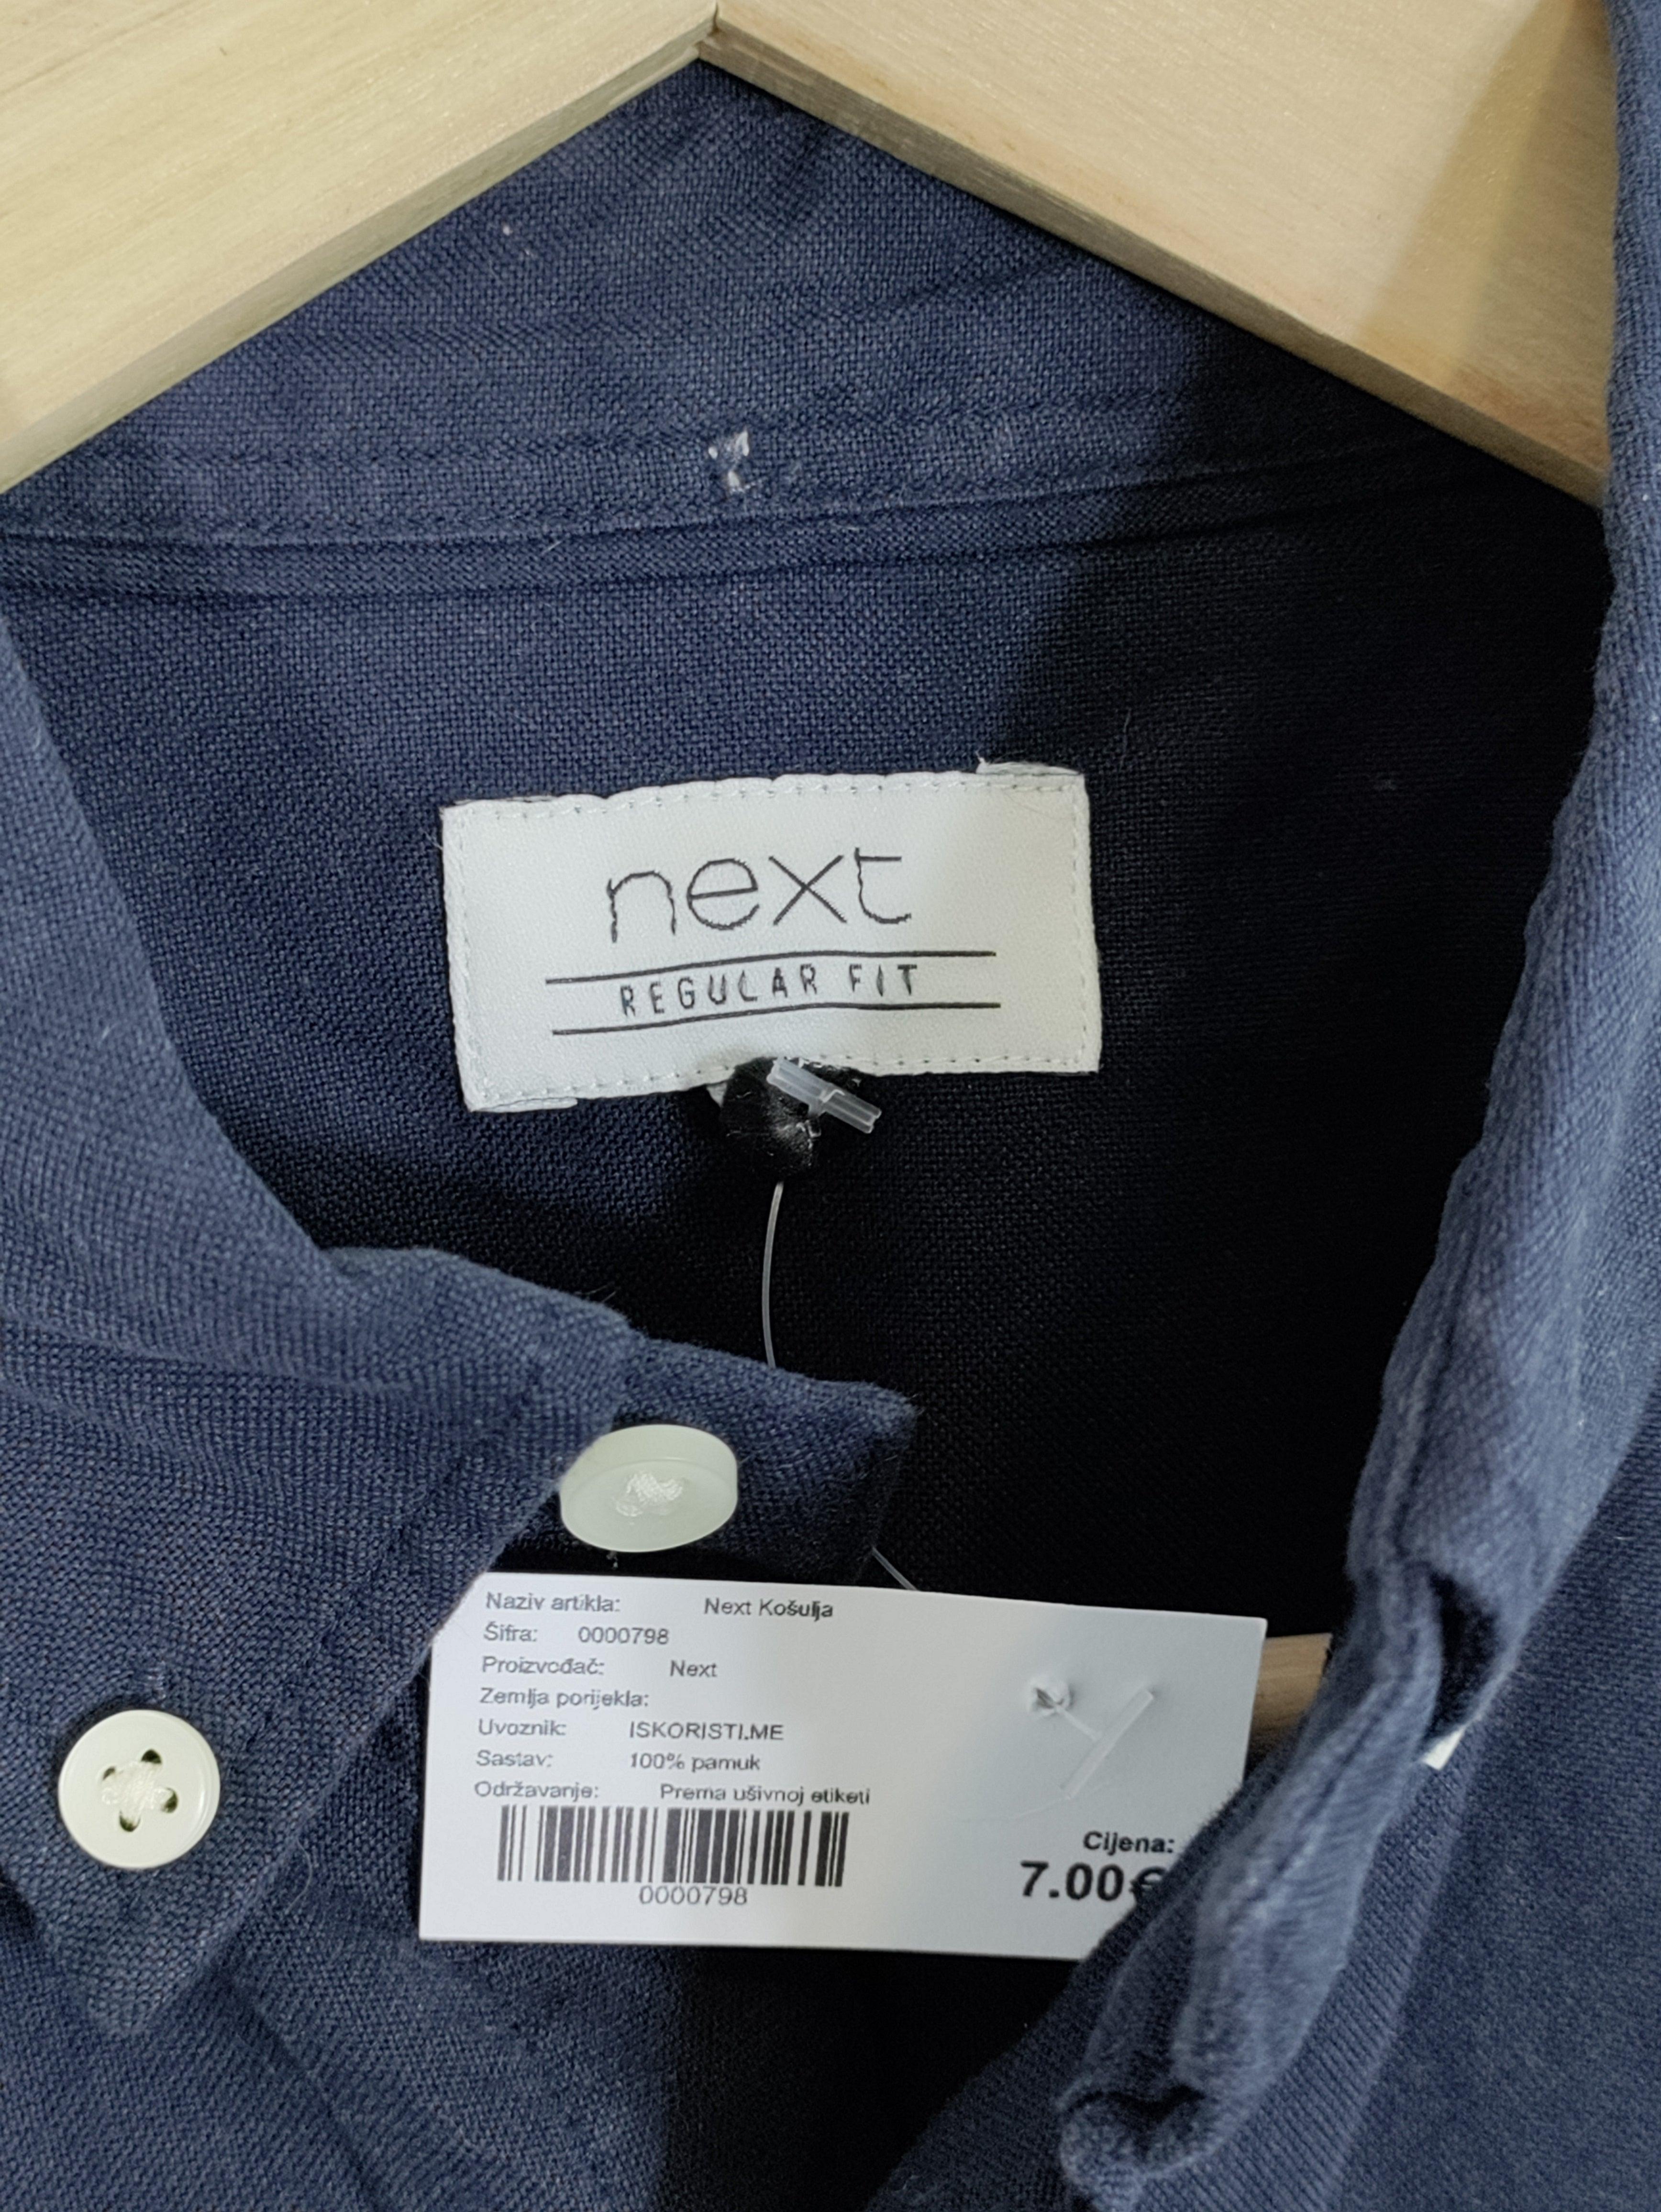 next
REGULAR FIT
Naziv artikla: Next Košulja
Šifra: 0000798
Proizvođač: Next
Zemlja porijekla:
Uvoznik: ISKORISTI.ME
Sastav: 100% pamuk
Održavanje: Prema ušivnoj etiketi
0000798
Cijena:
7.00€